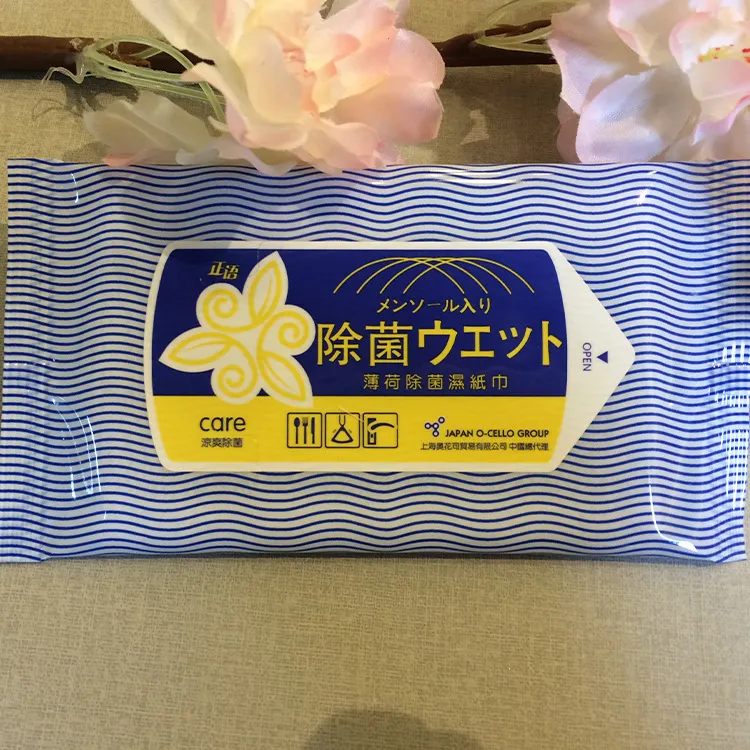 正语
メンソール入り
除菌ウエット
薄荷除菌濕紙巾
OPEN
care
涼爽除菌
JAPAN O-CELLO GROUP
上海奧花司貿易有限公司 中國總代理